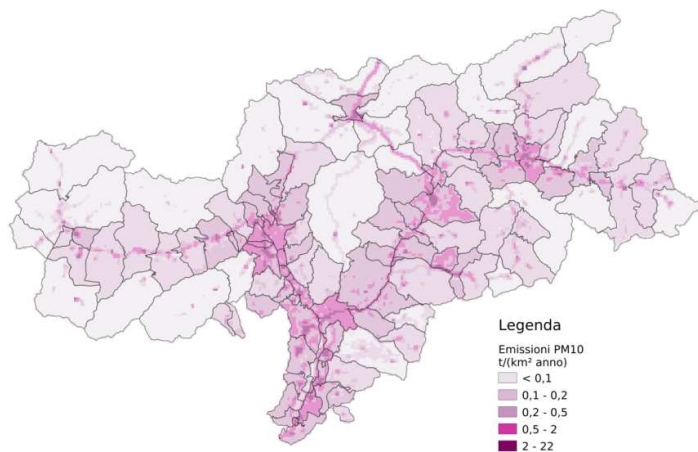 Legenda
Emissioni PM10
t/(km² anno)
< 0,1
0,1 - 0,2
0,2 - 0,5
0,5 - 2
2 - 22